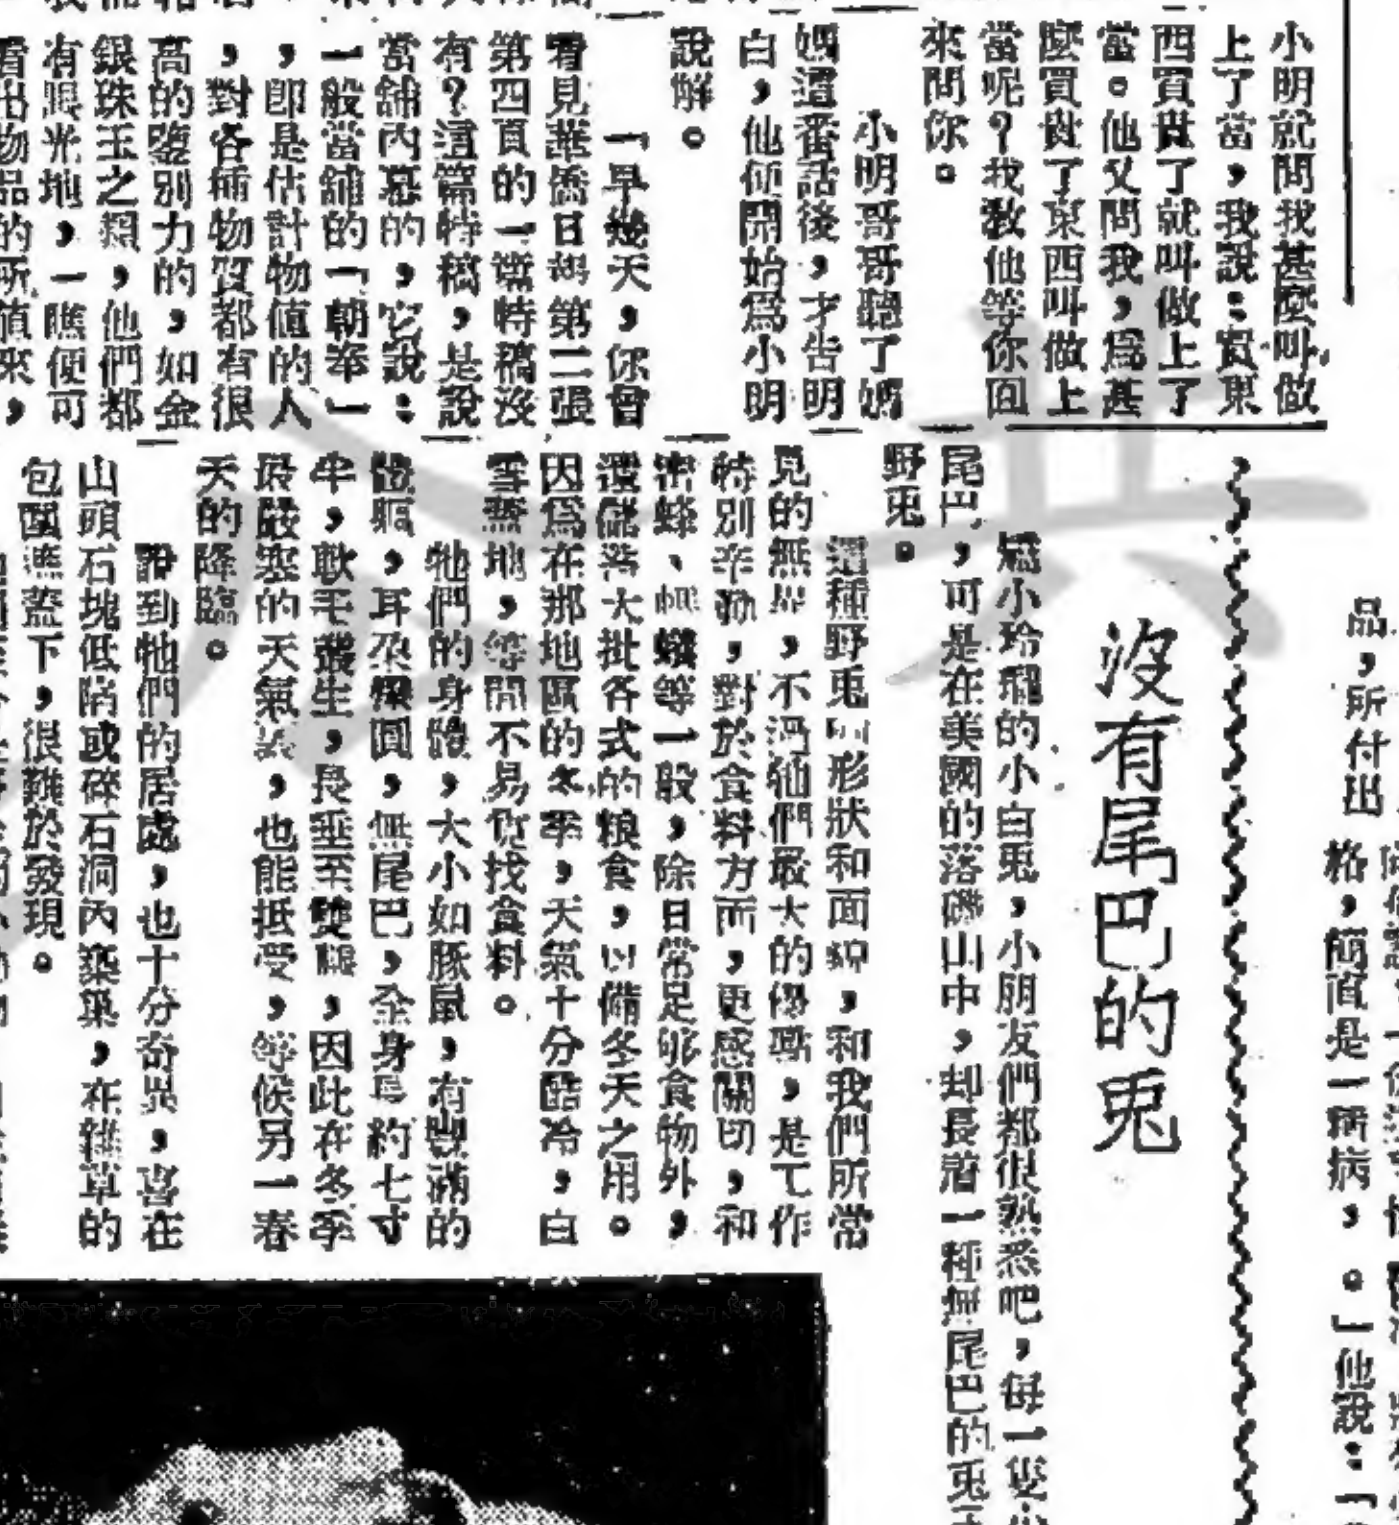 小明就問我甚麼叫做
上了當，我說：買東
西買貴了就叫做上了
當。他又問我，爲甚
麼買貴了東西叫做上
當呢？我教他等你回
來問你。
小明哥哥聽了媽
媽這番話後，才告明
白，他便開始爲小明
說解。
「早幾天，你曾
看見華僑日報第二張
第四頁的一篇特稿沒
有？這篇特稿，是說
當舖內幕的，它說：
一般當舖的「朝奉」
，卽是估計物值的人
，對各種物質都有很
高的鑒別力的，如金
銀珠玉之類，他們都
有眼光地，一瞧便可
看出物品的所值來，
品，所付出
格，簡直是一種病，
。」他說：「
沒有尾巴的兎
嬌小玲瓏的小白兎，小朋友們都很熟悉吧，每一隻小
尾巴，可是在美國的落磯山中，却長着一種無尾巴的兎
野兎。
這種野兎的形狀和面貌，和我們所常
見的無異，不過牠們最大的優點，是工作
特別辛勤，對於食料方面，更感關切，和
密蜂、螞蟻等一般，除日常足够食物外，
還儲蓄大批各式的粮食，以備冬天之用。
因爲在那地區的冬季，天氣十分酷冷，白
雪蓋地，等閒不易覓找食料。
牠們的身體，大小如豚鼠，有豐滿的
體軀，耳朶橢圓，無尾巴，全身長約七寸
半，軟毛叢生，長垂至雙腿，因此在冬季
最嚴寒的天氣裏，也能抵受，等候另一春
天的降臨。
說到牠們的居處，也十分奇異，喜在
山頭石塊低陷或碎石洞內築巢，在雜草的
包圍遮蓋下，很難於發現。